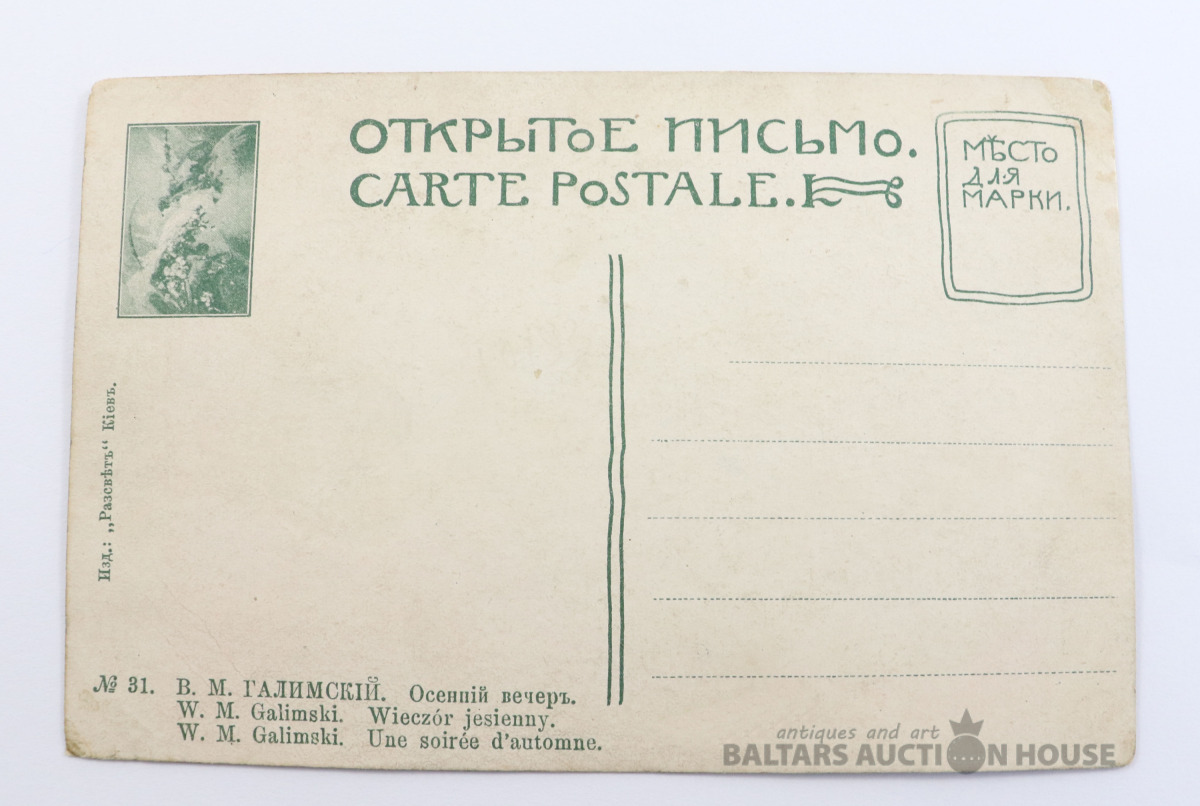 ОТКРЫТОЕ ПИСЬМО.
CARTE POSTALE.
МѢСТО
ДЛЯ
МАРКИ.
Изд.: „Разсвѣтъ“ Кіевъ.
№ 31. В. М. ГАЛИМСКІЙ. Осенній вечеръ.
W. M. Galimski. Wieczór jesienny.
W. M. Galimski. Une soirée d'automne.
antiques and art
BALTARS AUCTION HOUSE